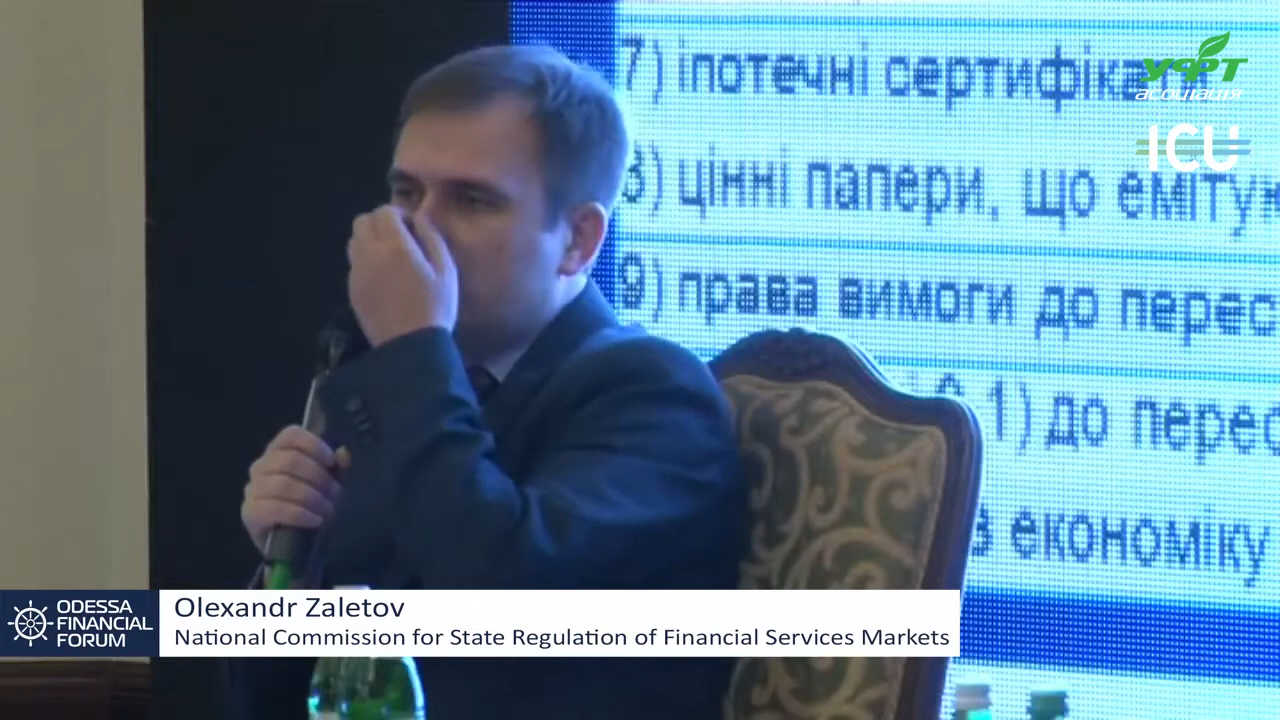 7) іпотечні сертифіка
УФТ
асоціація
ICU
3) цінні папери, що емітую
9) права вимоги до перес
1) до перес
в економіку
ODESSA
FINANCIAL
FORUM
Olexandr Zaletov
National Commission for State Regulation of Financial Services Markets